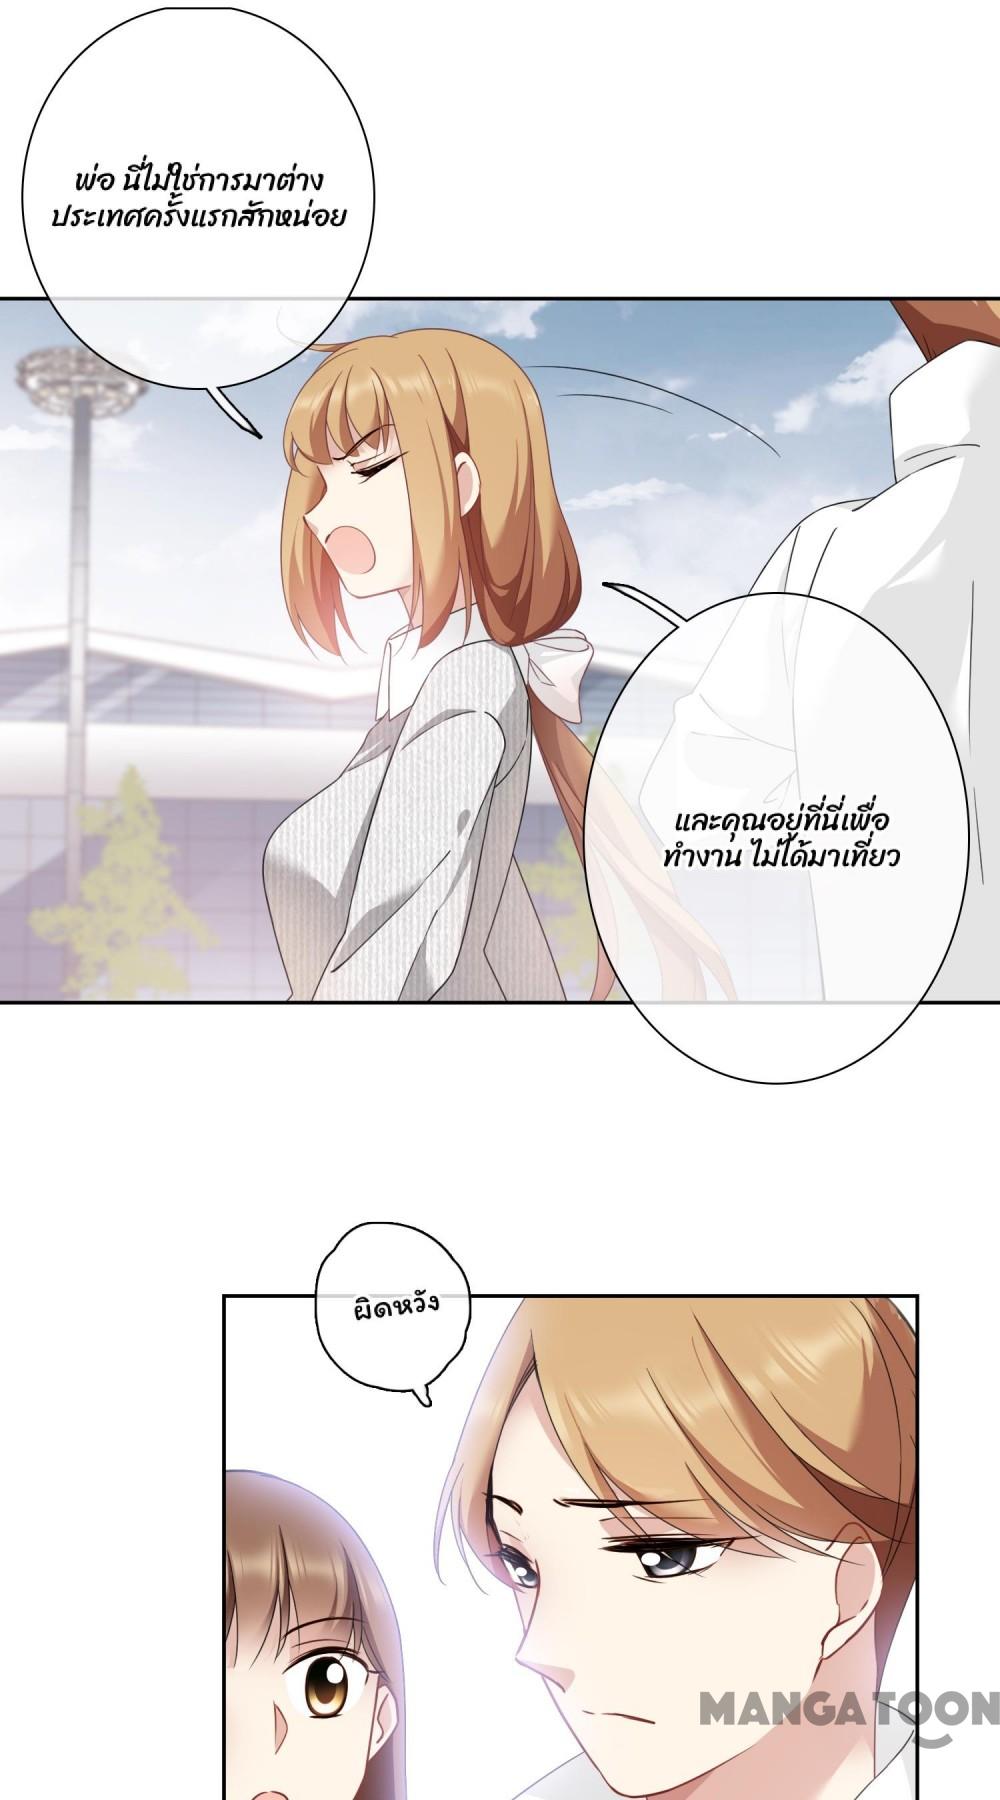 พ่อ นี่ไม่ใช่การมาต่าง
ประเทศครั้งแรกสักหน่อย
และคุณอยู่ที่นี่เพื่อ
ทำงาน ไม่ได้มาเที่ยว
ผิดหวัง
MANGATOON